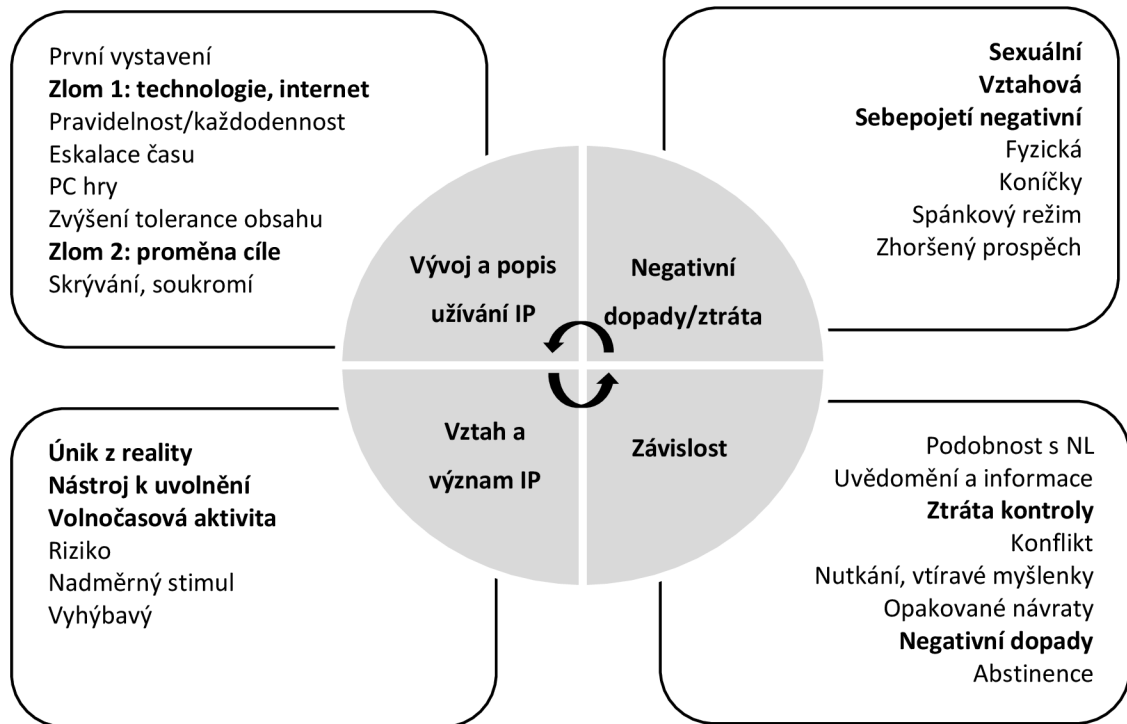 První vystavení
Zlom 1: technologie, internet
Pravidelnost/každodennost
Eskalace času
PC hry
Zvýšení tolerance obsahu
Zlom 2: proměna cíle
Skrývání, soukromí
Sexuální
Vztahová
Sebepojetí negativní
Fyzická
Koníčky
Spánkový režim
Zhoršený prospěch
Vývoj a popis
užívání IP
Negativní
dopady/ztráta
Vztah a
význam IP
Závislost
Únik z reality
Nástroj k uvolnění
Volnočasová aktivita
Riziko
Nadměrný stimul
Vyhýbavý
Podobnost s NL
Uvědomění a informace
Ztráta kontroly
Konflikt
Nutkání, vtíravé myšlenky
Opakované návraty
Negativní dopady
Abstinence